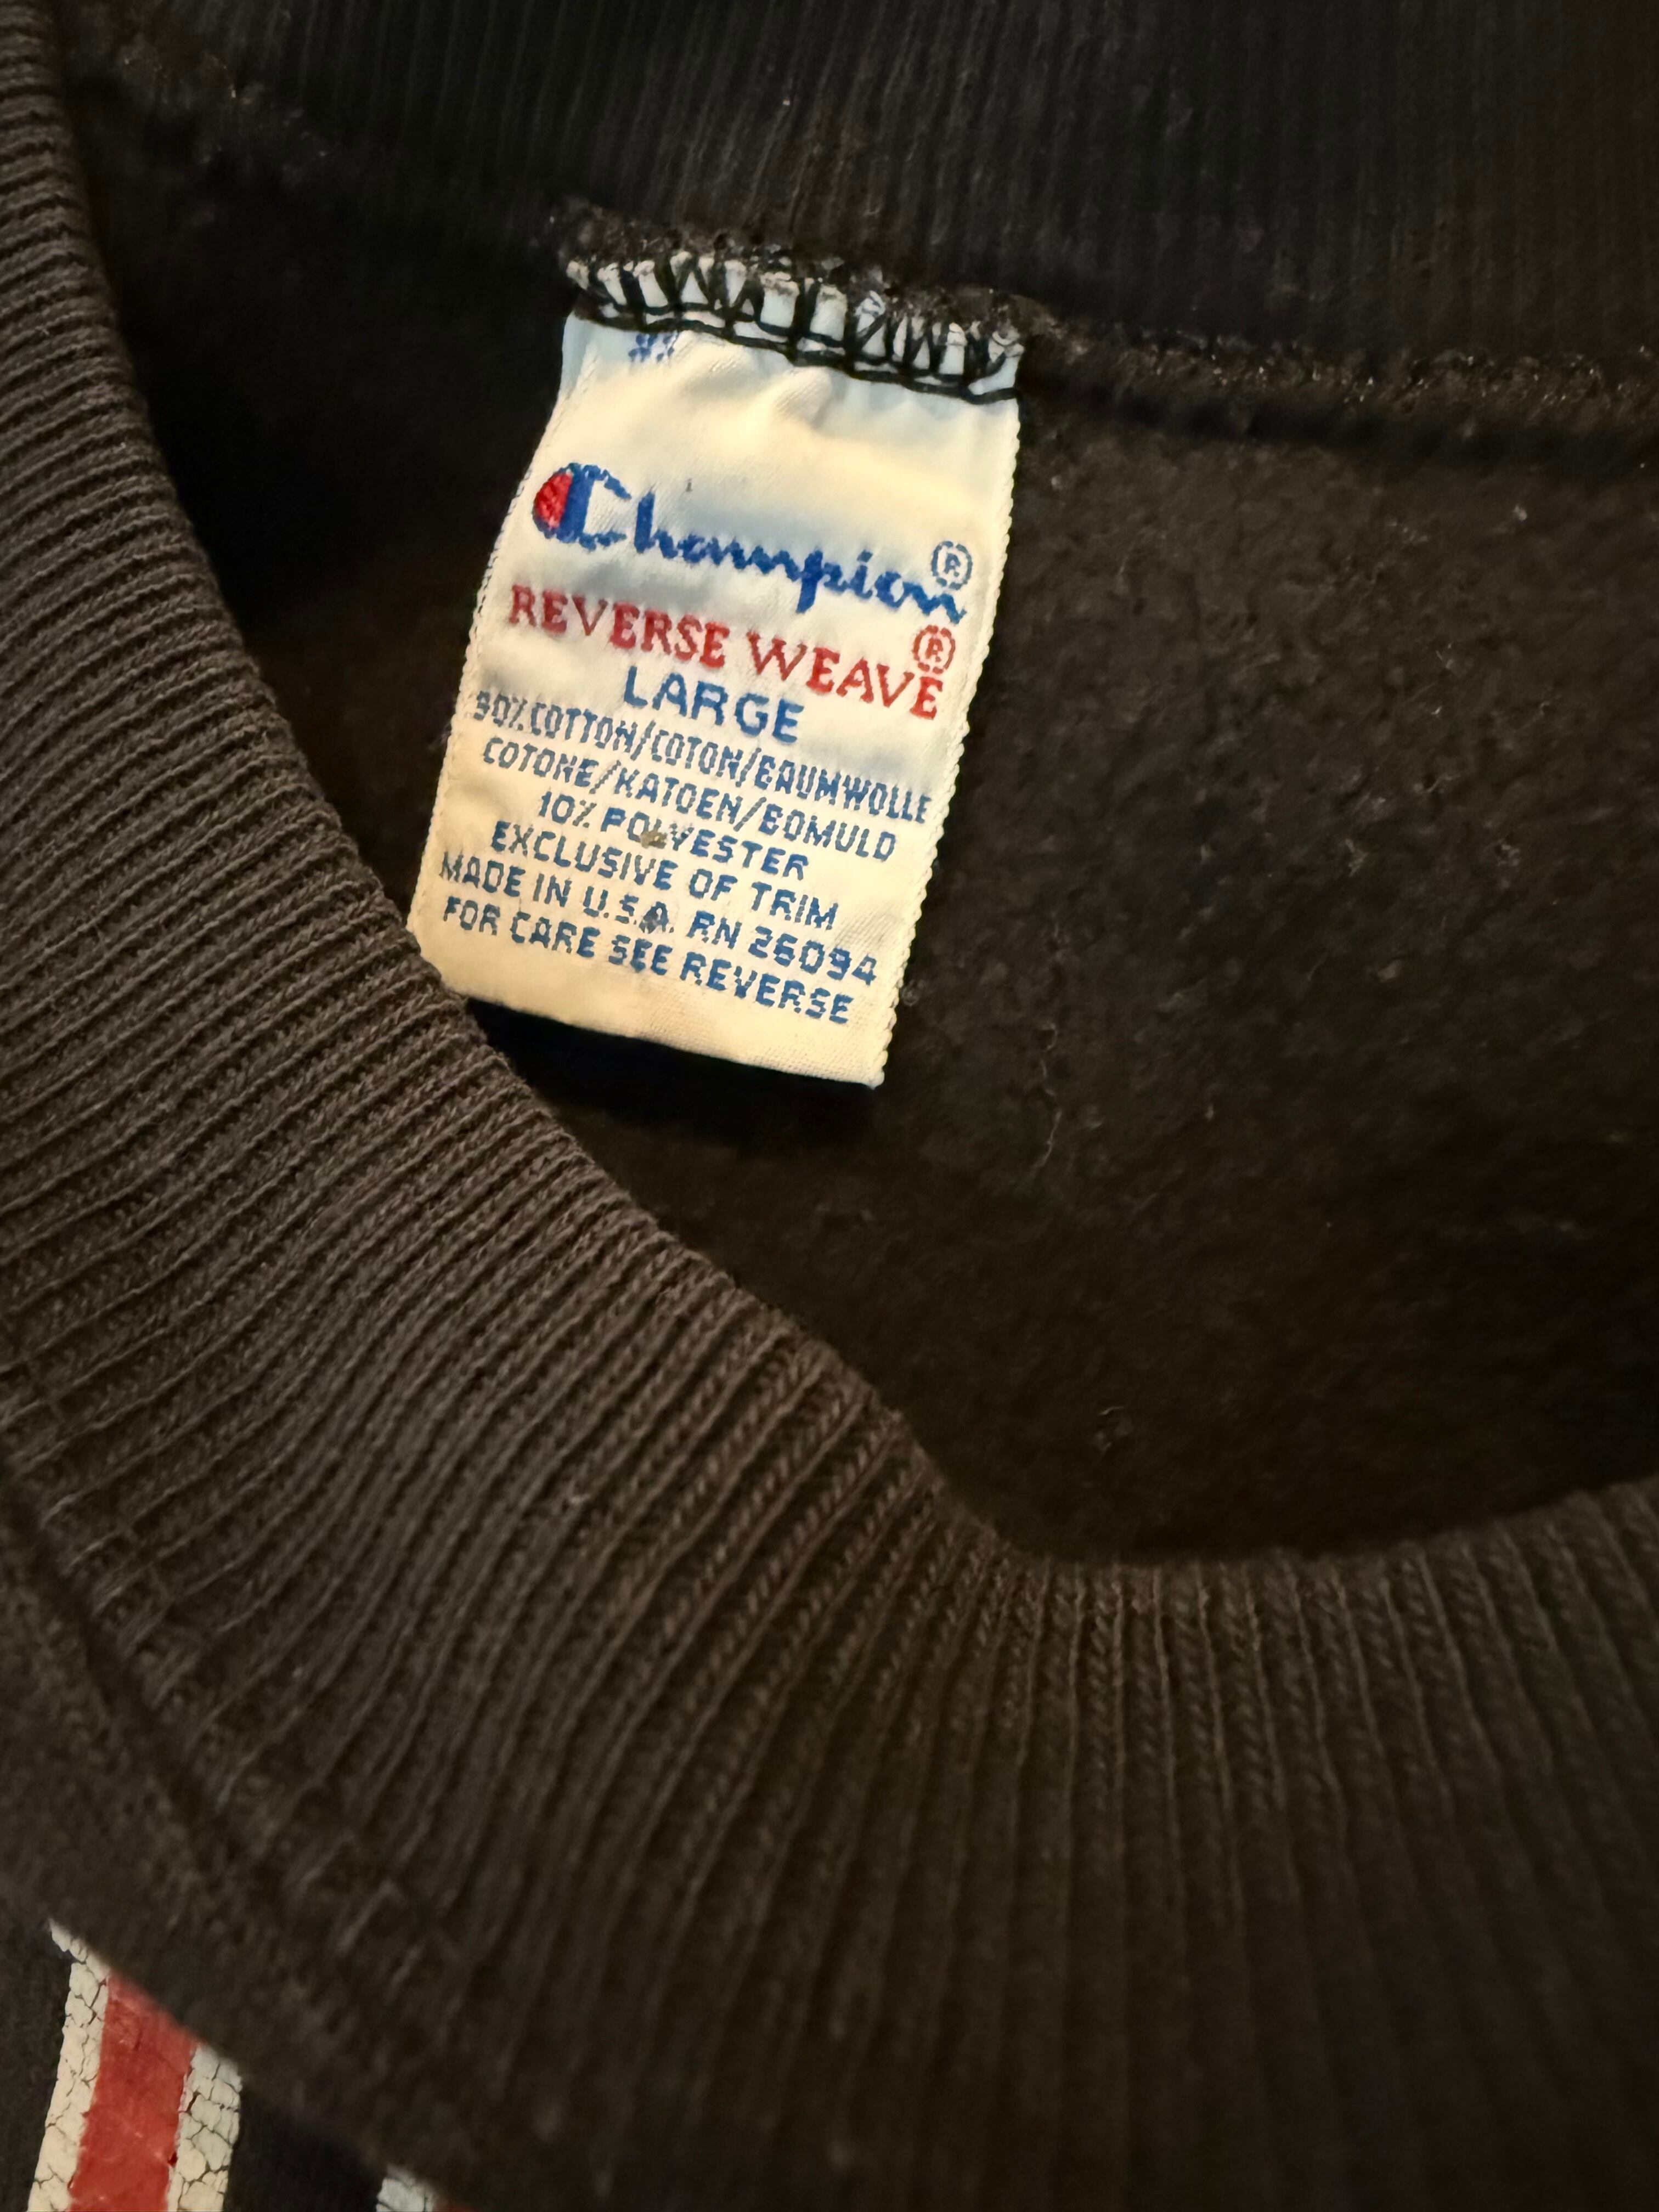 Champion®
REVERSE WEAVE®
LARGE
90% COTTON/COTON/BAUMWOLLE
COTONE/KATOEN/BOMULD
10% POLYESTER
EXCLUSIVE OF TRIM
MADE IN U.S.A. RN 26094
FOR CARE SEE REVERSE